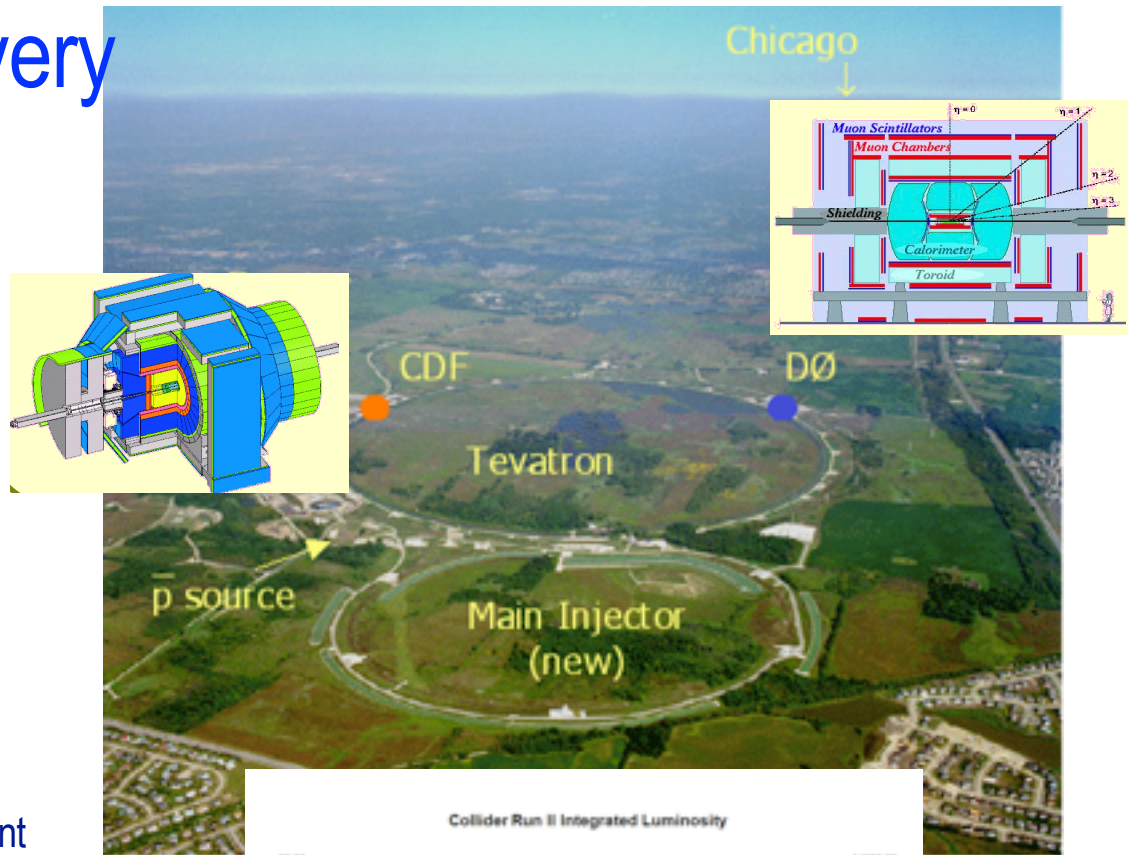 very
Chicago
↓
η = 0
η = 1
Muon Scintillators
Muon Chambers
η = 2
η = 3
Shielding
Calorimeter
Toroid
CDF
DØ
Tevatron
p̅ source
Main Injector
(new)
Collider Run II Integrated Luminosity
nt